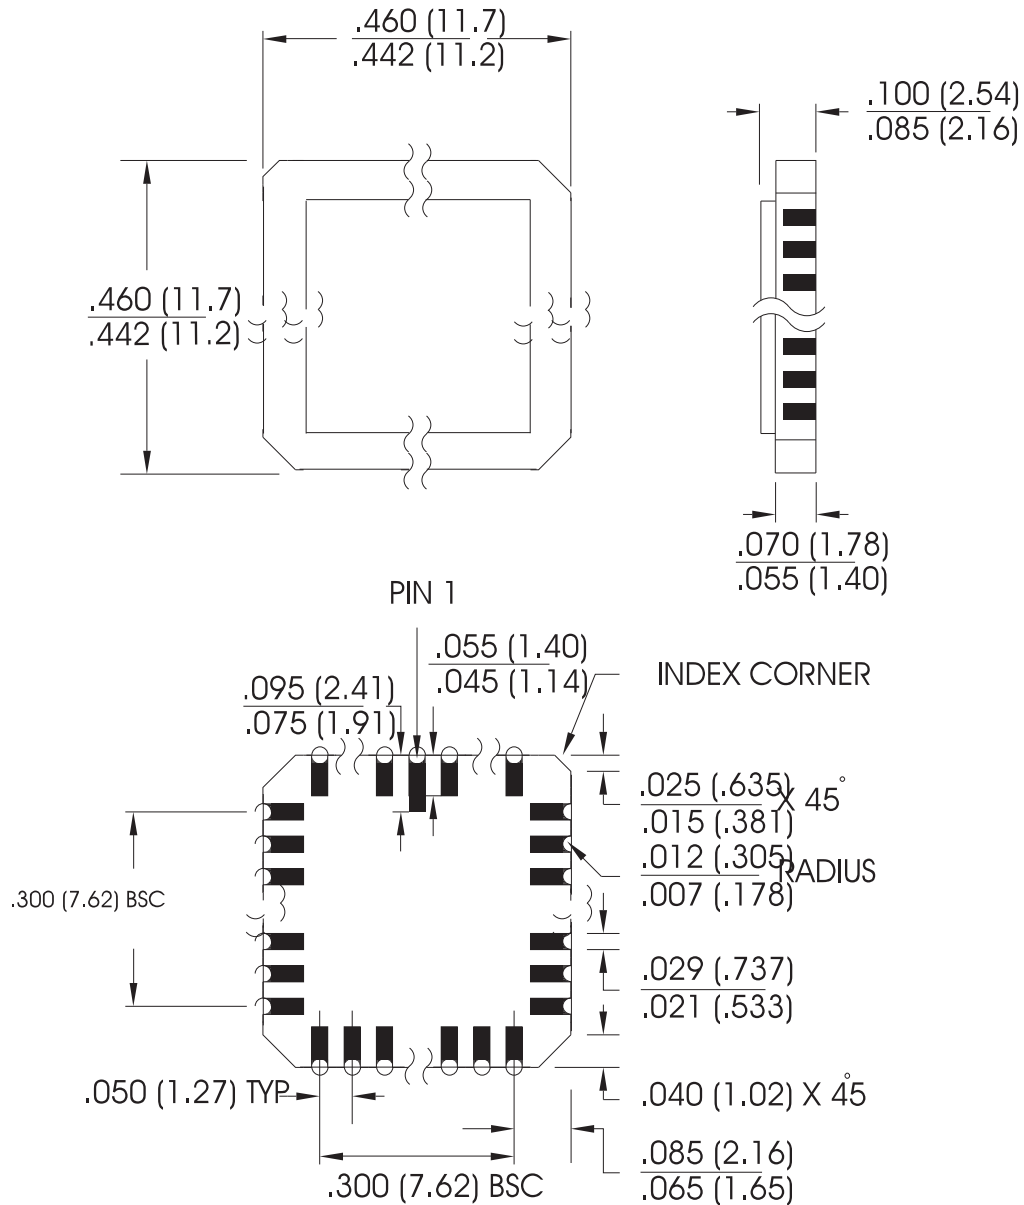 .460 (11.7)
.442 (11.2)
.100 (2.54)
.085 (2.16)
.460 (11.7)
.442 (11.2)
.070 (1.78)
.055 (1.40)
PIN 1
.055 (1.40)
.045 (1.14)
INDEX CORNER
.095 (2.41)
.075 (1.91)
.025 (.635)
.015 (.381)
X 45°
.012 (.305)
.007 (.178)
RADIUS
.300 (7.62) BSC
.029 (.737)
.021 (.533)
.050 (1.27) TYP
.040 (1.02) X 45°
.085 (2.16)
.065 (1.65)
.300 (7.62) BSC